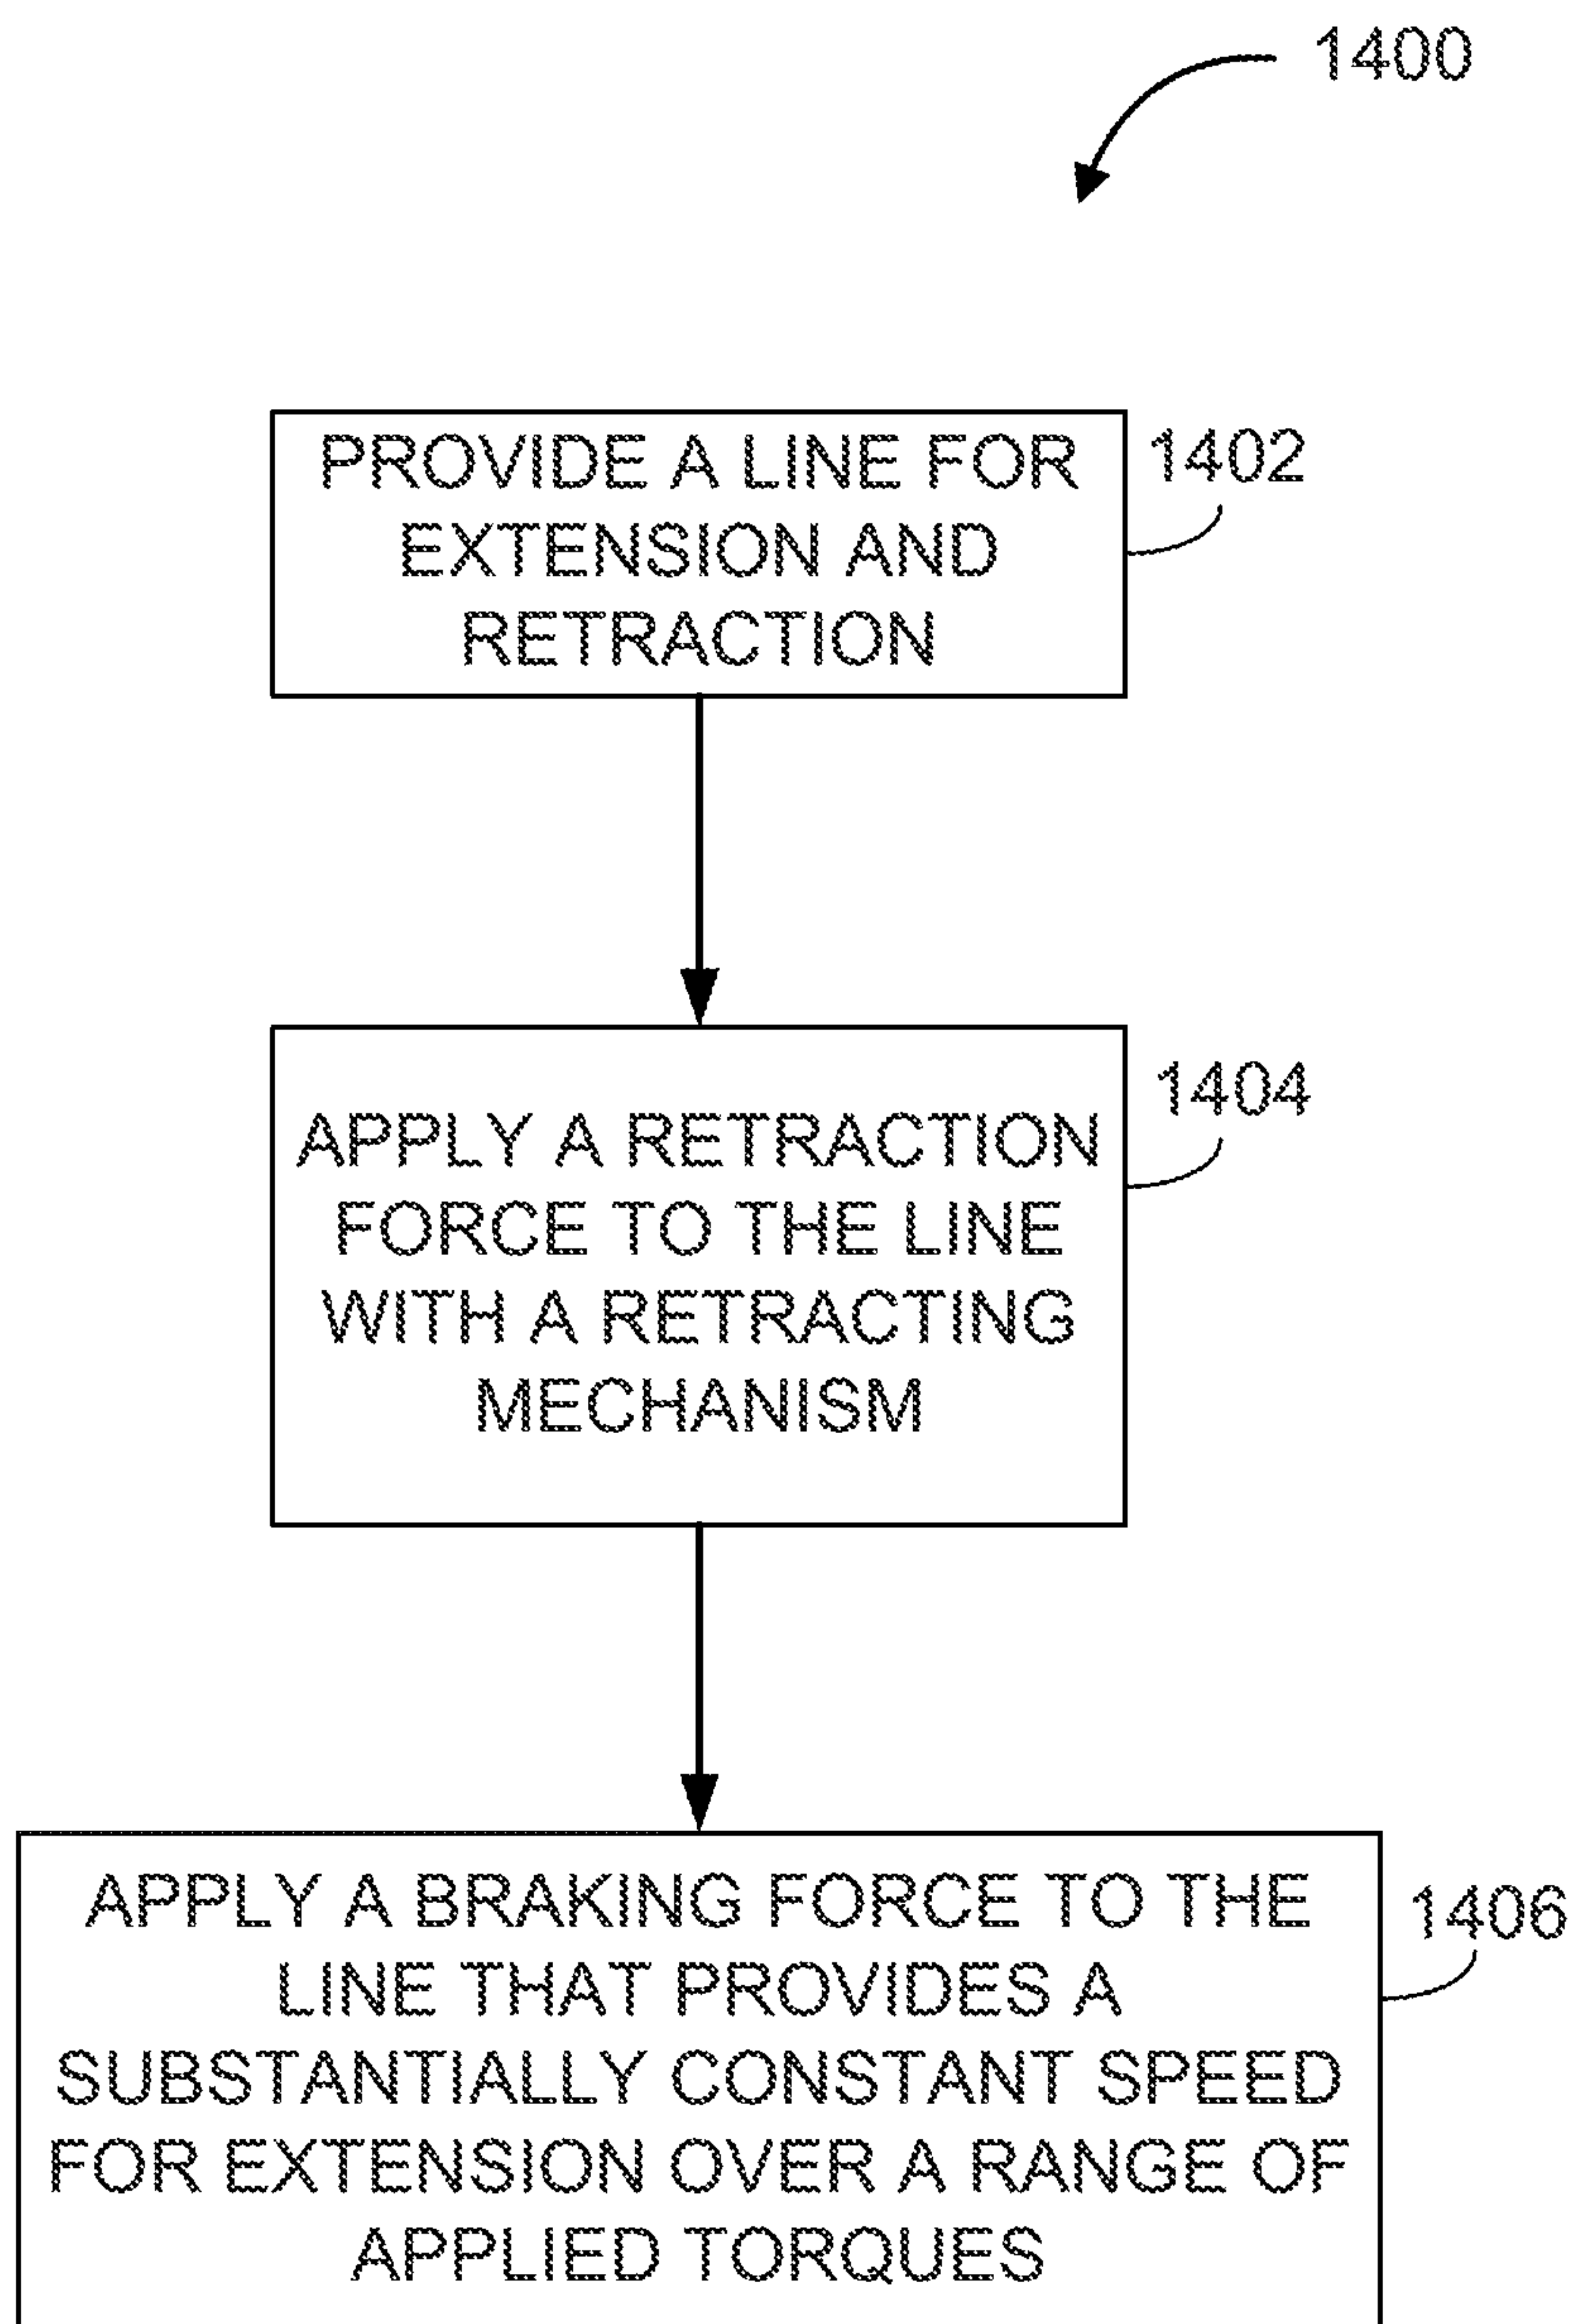 1400
PROVIDE A LINE FOR
EXTENSION AND
RETRACTION
1402
APPLY A RETRACTION
FORCE TO THE LINE
WITH A RETRACTING
MECHANISM
1404
APPLY A BRAKING FORCE TO THE
LINE THAT PROVIDES A
SUBSTANTIALLY CONSTANT SPEED
FOR EXTENSION OVER A RANGE OF
APPLIED TORQUES
1406